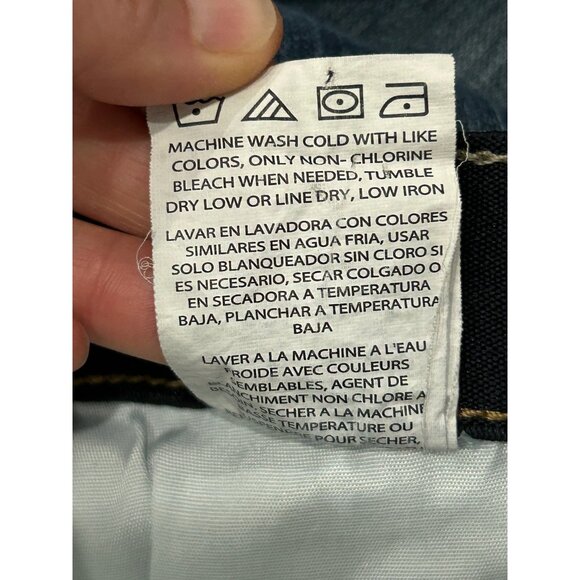 MACHINE WASH COLD WITH LIKE
COLORS, ONLY NON- CHLORINE
BLEACH WHEN NEEDED, TUMBLE
DRY LOW OR LINE DRY, LOW IRON
LAVAR EN LAVADORA CON COLORES
SIMILARES EN AGUA FRIA, USAR
SOLO BLANQUEADOR SIN CLORO SI
ES NECESARIO, SECAR COLGADO O
EN SECADORA A TEMPERATURA
BAJA, PLANCHAR A TEMPERATURA
BAJA
LAVER A LA MACHINE A L'EAU
FROIDE AVEC COULEURS
SEMBLABLES, AGENT DE
BLANCHIMENT NON CHLORE A
SECHER A LA MACHINE
BASSE TEMPERATURE OU
POUR SECHER,